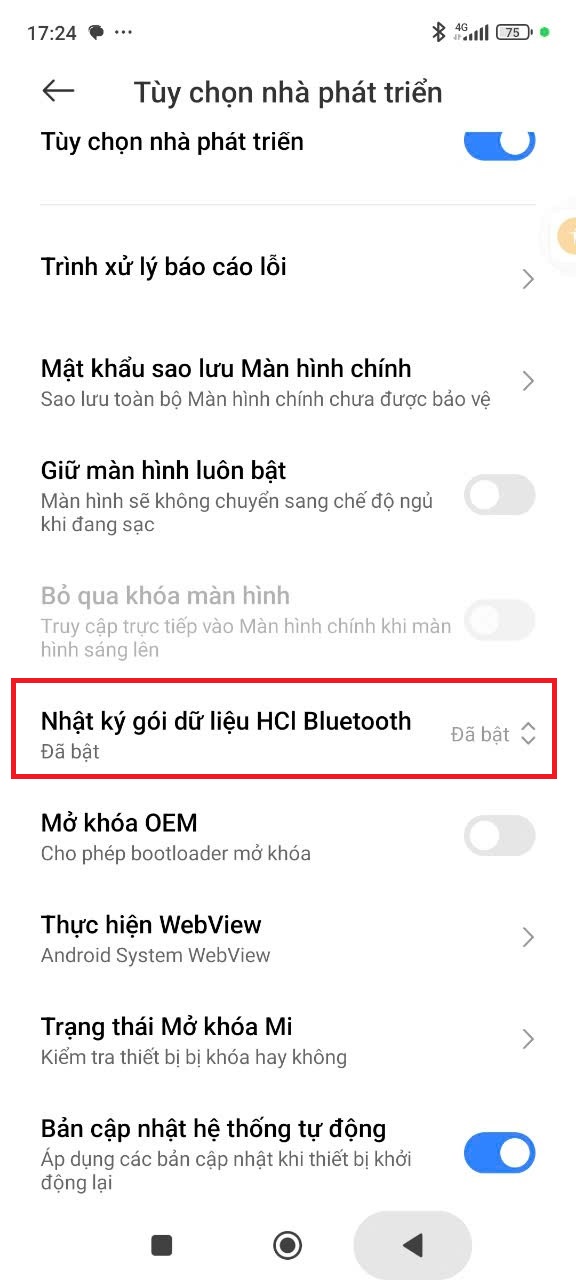 17:24 4G 75
Tùy chọn nhà phát triển
Tùy chọn nhà phát triển
Trình xử lý báo cáo lỗi
Mật khẩu sao lưu Màn hình chính
Sao lưu toàn bộ Màn hình chính chưa được bảo vệ
Giữ màn hình luôn bật
Màn hình sẽ không chuyển sang chế độ ngủ
khi đang sạc
Bỏ qua khóa màn hình
Truy cập trực tiếp vào Màn hình chính khi màn
hình sáng lên
Nhật ký gói dữ liệu HCI Bluetooth
Đã bật
Đã bật
Mở khóa OEM
Cho phép bootloader mở khóa
Thực hiện WebView
Android System WebView
Trạng thái Mở khóa Mi
Kiểm tra thiết bị bị khóa hay không
Bản cập nhật hệ thống tự động
Áp dụng các bản cập nhật khi thiết bị khởi
động lại